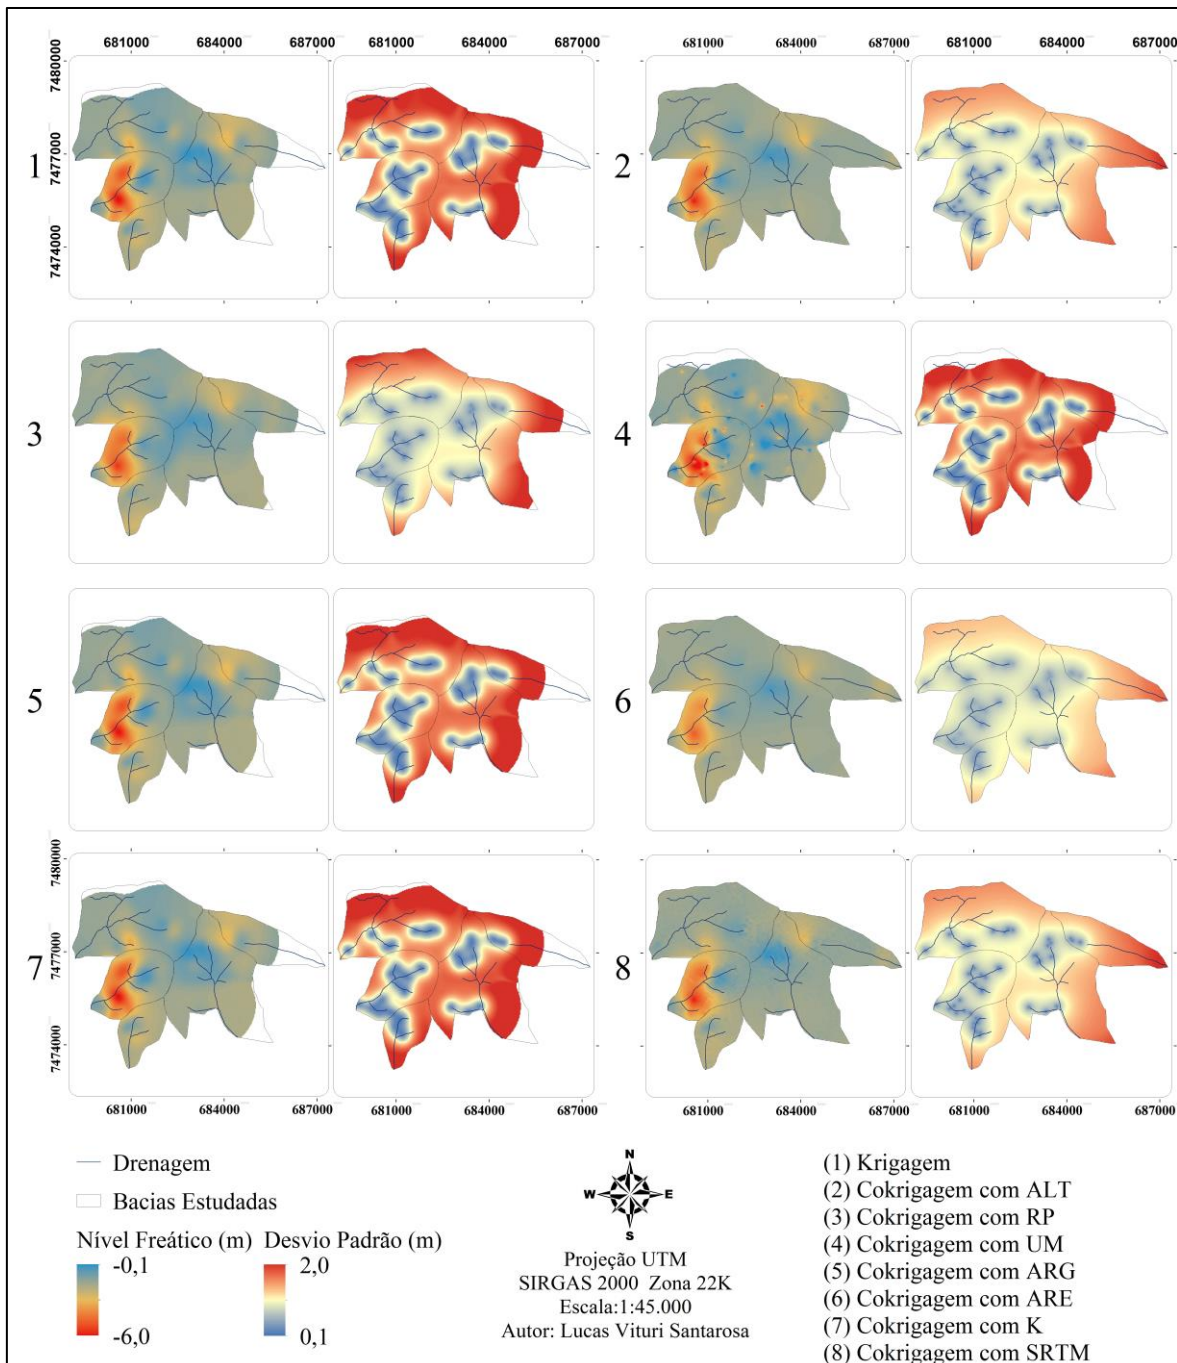 681000 684000 687000 681000 684000 687000 681000 684000 687000 681000 684000 687000
7480000
7477000
7474000
1
2
3
4
5
6
7480000
7477000
7474000
7
8
681000 684000 687000 681000 684000 687000 681000 684000 687000 681000 684000 687000
Drenagem
Bacias Estudadas
Nível Freático (m)
-0,1
-6,0
Desvio Padrão (m)
2,0
0,1
N
W E
S
Projeção UTM
SIRGAS 2000 Zona 22K
Escala:1:45.000
Autor: Lucas Vituri Santarosa
(1) Krigagem
(2) Cokrigagem com ALT
(3) Cokrigagem com RP
(4) Cokrigagem com UM
(5) Cokrigagem com ARG
(6) Cokrigagem com ARE
(7) Cokrigagem com K
(8) Cokrigagem com SRTM